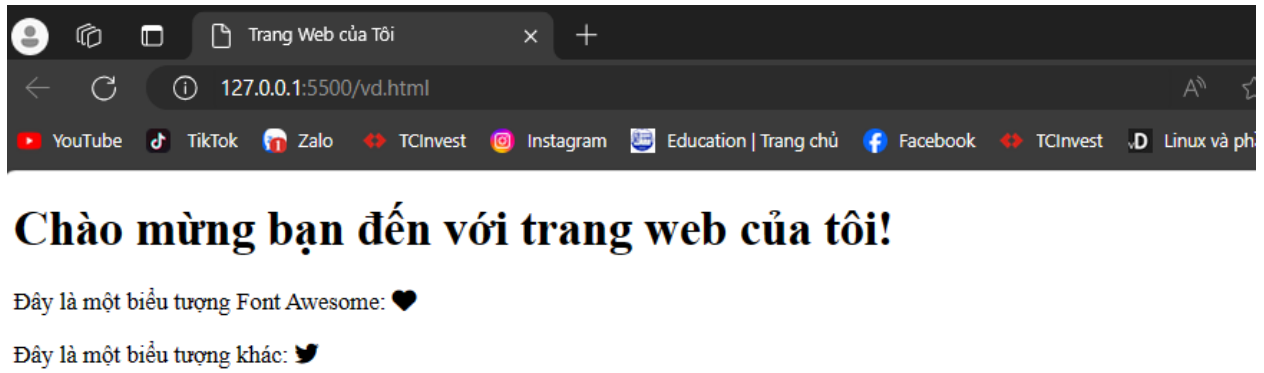 Trang Web của Tôi
127.0.0.1:5500/vd.html
YouTube TikTok Zalo TCInvest Instagram Education | Trang chủ Facebook TCInvest Linux và
Chào mừng bạn đến với trang web của tôi!
Đây là một biểu tượng Font Awesome:
Đây là một biểu tượng khác: